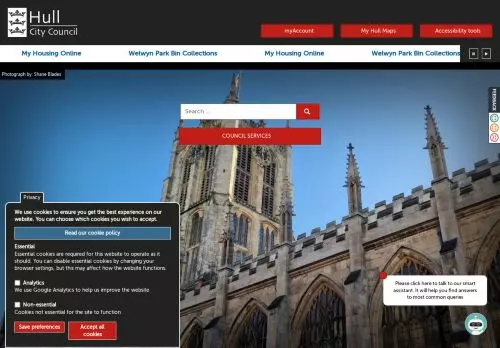 Hull
City Council
myAccount
My Hull Maps
Accessibility tools
My Housing Online
Welwyn Park Bin Collections
My Housing Online
Welwyn Park Bin Collections
Photograph by: Shane Blades
FEEDBACK
Search ...
COUNCIL SERVICES
Privacy
We use cookies to ensure you get the best experience on our
website. You can choose which cookies you wish to accept.
Read our cookie policy
Essential
Essential cookies are required for this website to operate as it
should. You can disable essential cookies by changing your
browser settings, but this may affect how the website functions.
Analytics
We use Google Analytics to help us improve the website
Non-essential
Cookies not essential for the site to function
Save preferences
Accept all
cookies
Please click here to talk to our smart
assistant. It will help you find answers
to most common queries